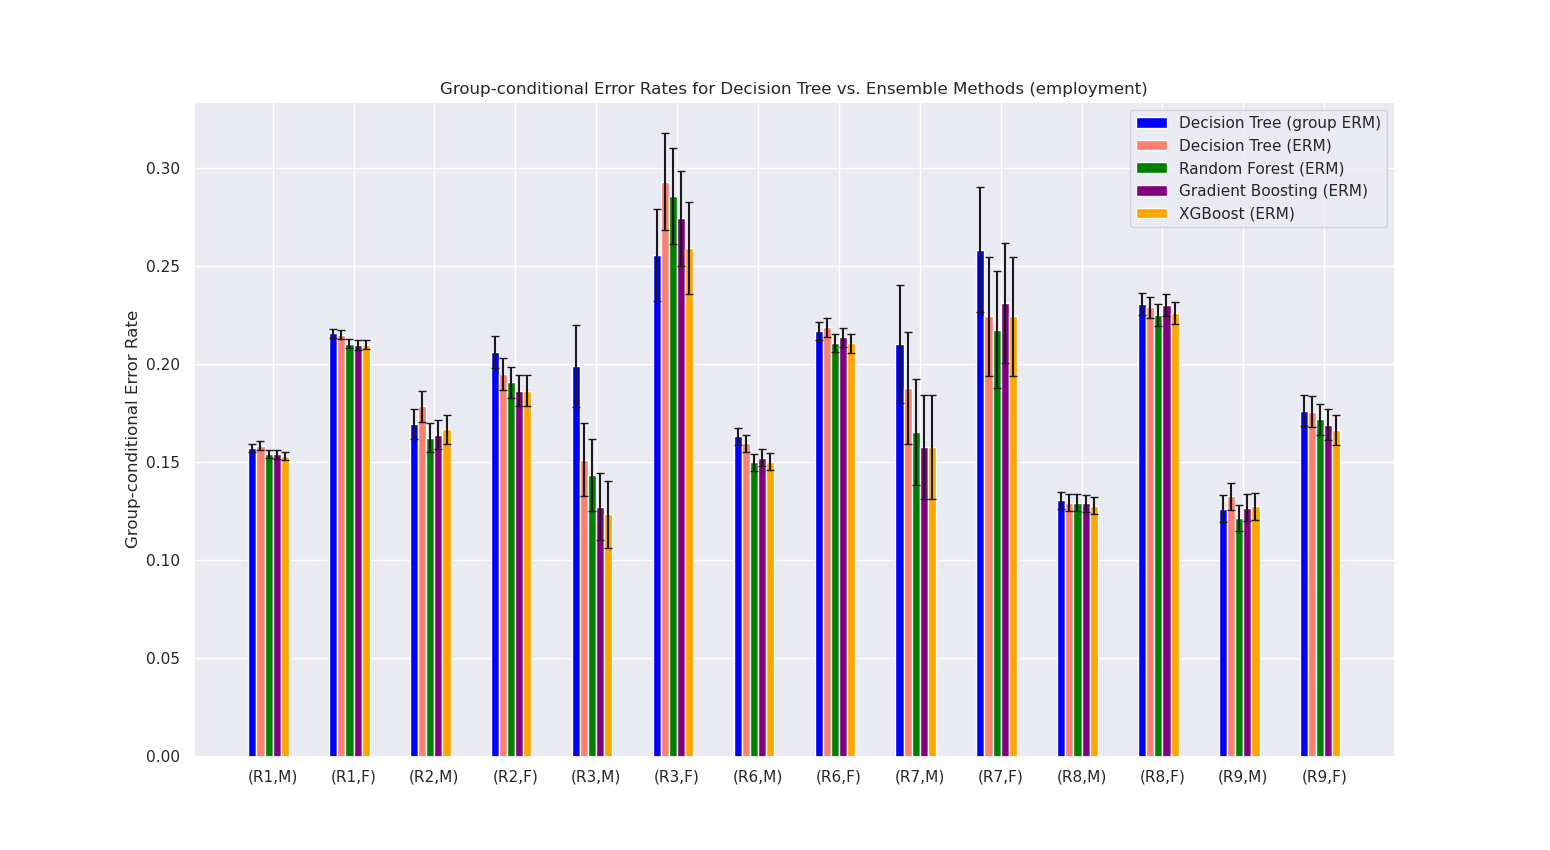 Group-conditional Error Rates for Decision Tree vs. Ensemble Methods (employment)
Decision Tree (group ERM)
Decision Tree (ERM)
Random Forest (ERM)
Gradient Boosting (ERM)
XGBoost (ERM)
Group-conditional Error Rate
0.30
0.25
0.20
0.15
0.10
0.05
0.00
(R1,M) (R1,F) (R2,M) (R2,F) (R3,M) (R3,F) (R6,M) (R6,F) (R7,M) (R7,F) (R8,M) (R8,F) (R9,M) (R9,F)